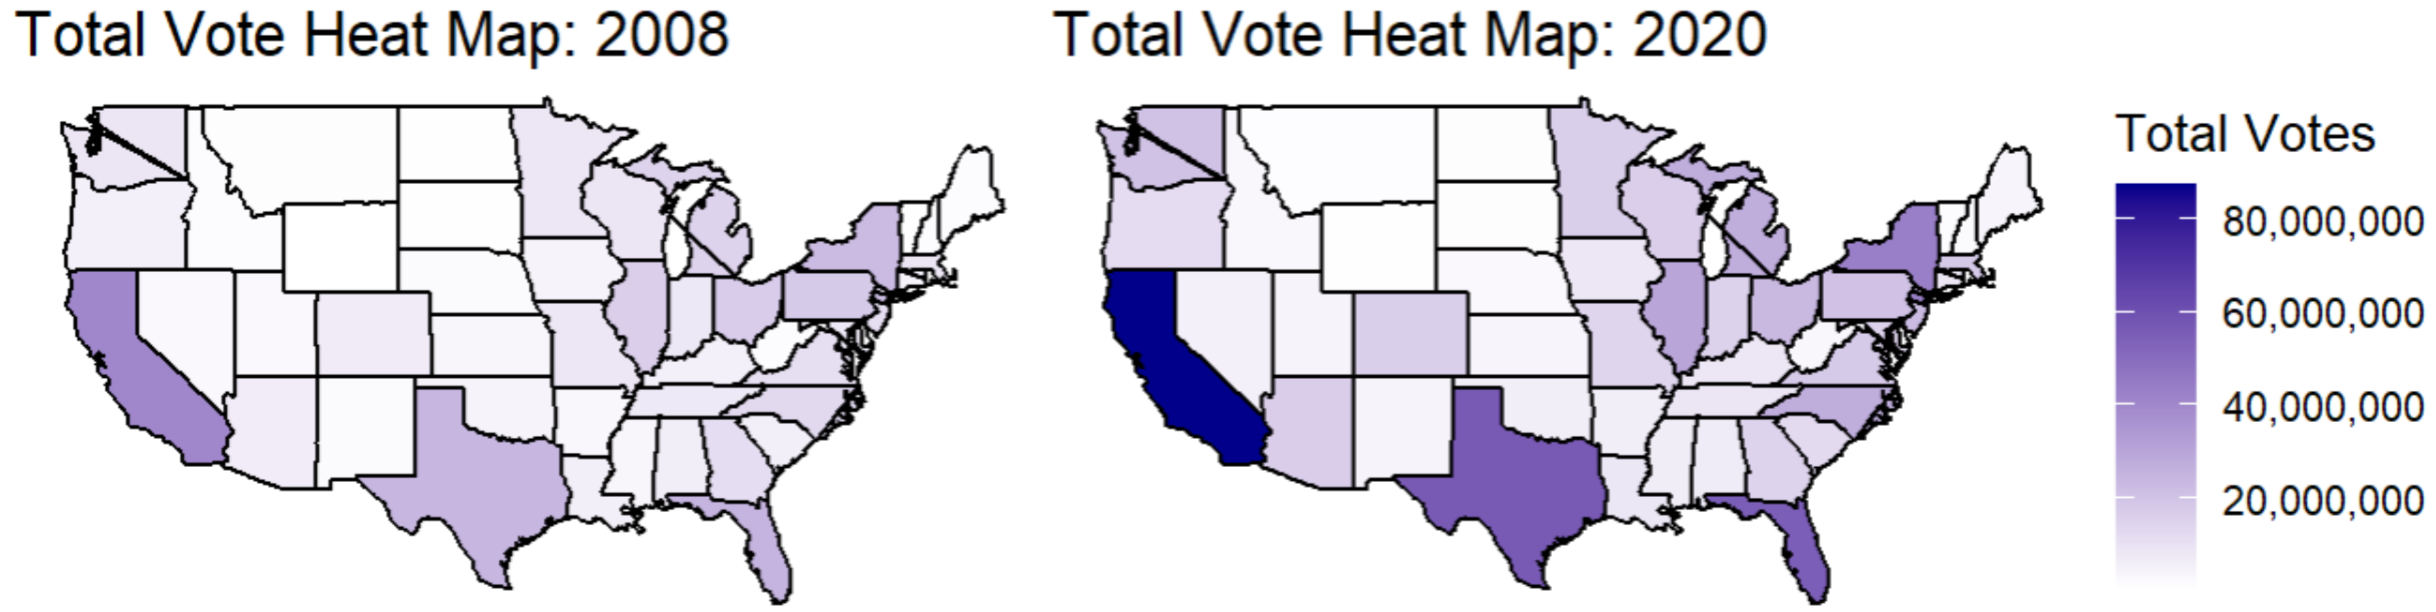 Total Vote Heat Map: 2008
Total Vote Heat Map: 2020
Total Votes
80,000,000
60,000,000
40,000,000
20,000,000